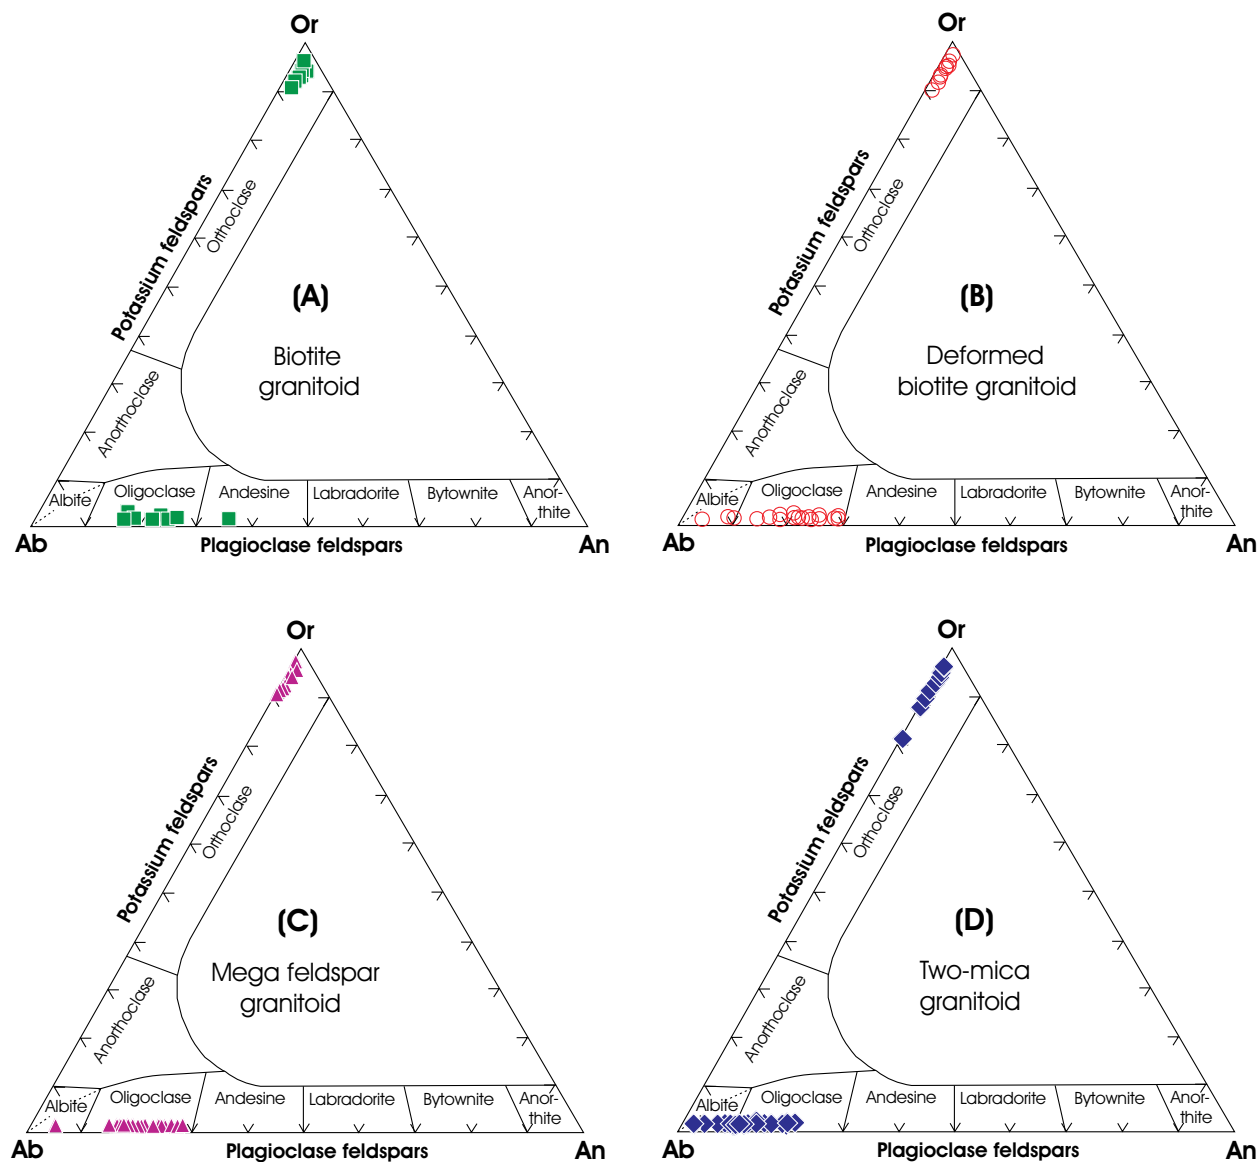 Or
Potassium feldspars
Orthoclase
(A)
Biotite
granitoid
Anorthoclase
Albite
Oligoclase
Andesine
Labradorite
Bytownite
Anor-
thite
Ab
Plagioclase feldspars
An
Or
Potassium feldspars
Orthoclase
(B)
Deformed
biotite granitoid
Anorthoclase
Albite
Oligoclase
Andesine
Labradorite
Bytownite
Anor-
thite
Ab
Plagioclase feldspars
An
Or
Potassium feldspars
Orthoclase
(C)
Mega feldspar
granitoid
Anorthoclase
Albite
Oligoclase
Andesine
Labradorite
Bytownite
Anor-
thite
Ab
Plagioclase feldspars
An
Or
Potassium feldspars
Orthoclase
(D)
Two-mica
granitoid
Anorthoclase
Albite
Oligoclase
Andesine
Labradorite
Bytownite
Anor-
thite
Ab
Plagioclase feldspars
An